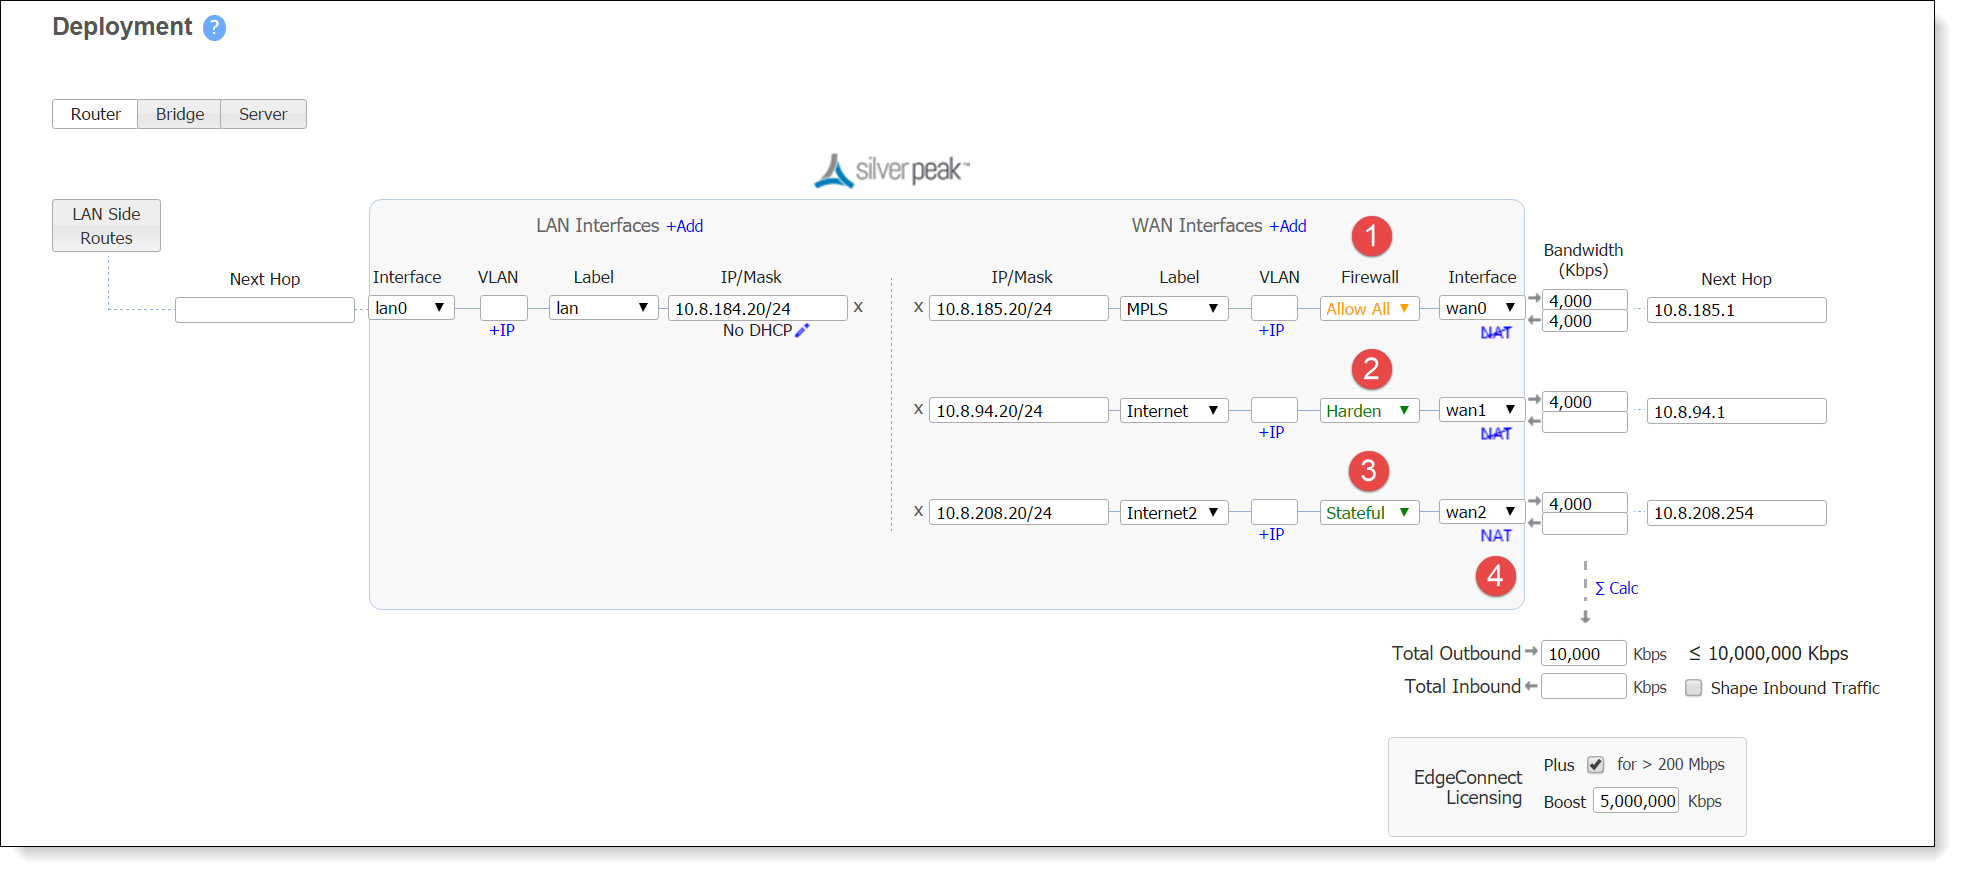 Deployment ?
Router Bridge Server
silver peak™
LAN Side
Routes
LAN Interfaces +Add
WAN Interfaces +Add
1
Bandwidth
(Kbps)
Next Hop Interface VLAN Label IP/Mask IP/Mask Label VLAN Firewall Interface Next Hop
lan0 ▼ lan ▼ 10.8.184.20/24 x
+IP No DHCP
x 10.8.185.20/24 MPLS ▼ Allow All ▼ wan0 ▼ 4,000 10.8.185.1
4,000
+IP NAT
2
x 10.8.94.20/24 Internet ▼ Harden ▼ wan1 ▼ 4,000 10.8.94.1
+IP NAT
3
x 10.8.208.20/24 Internet2 ▼ Stateful ▼ wan2 ▼ 4,000 10.8.208.254
+IP NAT
4
Σ Calc
Total Outbound 10,000 Kbps ≤ 10,000,000 Kbps
Total Inbound Kbps Shape Inbound Traffic
EdgeConnect
Licensing
Plus for > 200 Mbps
Boost 5,000,000 Kbps